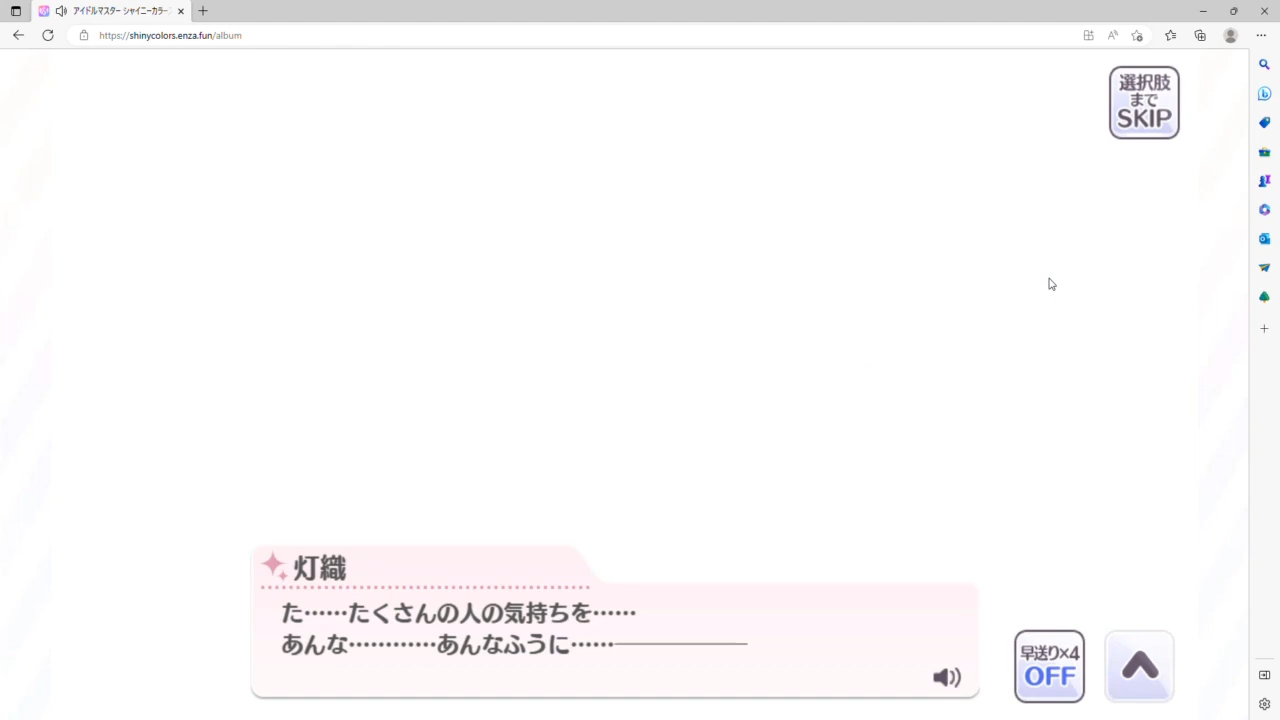 アイドルマスター シャイニーカラー
https://shinycolors.enza.fun/album
選択肢
まで
SKIP
灯織
た……たくさんの人の気持ちを……
あんな…………あんなふうに……――――――
早送り×4
OFF